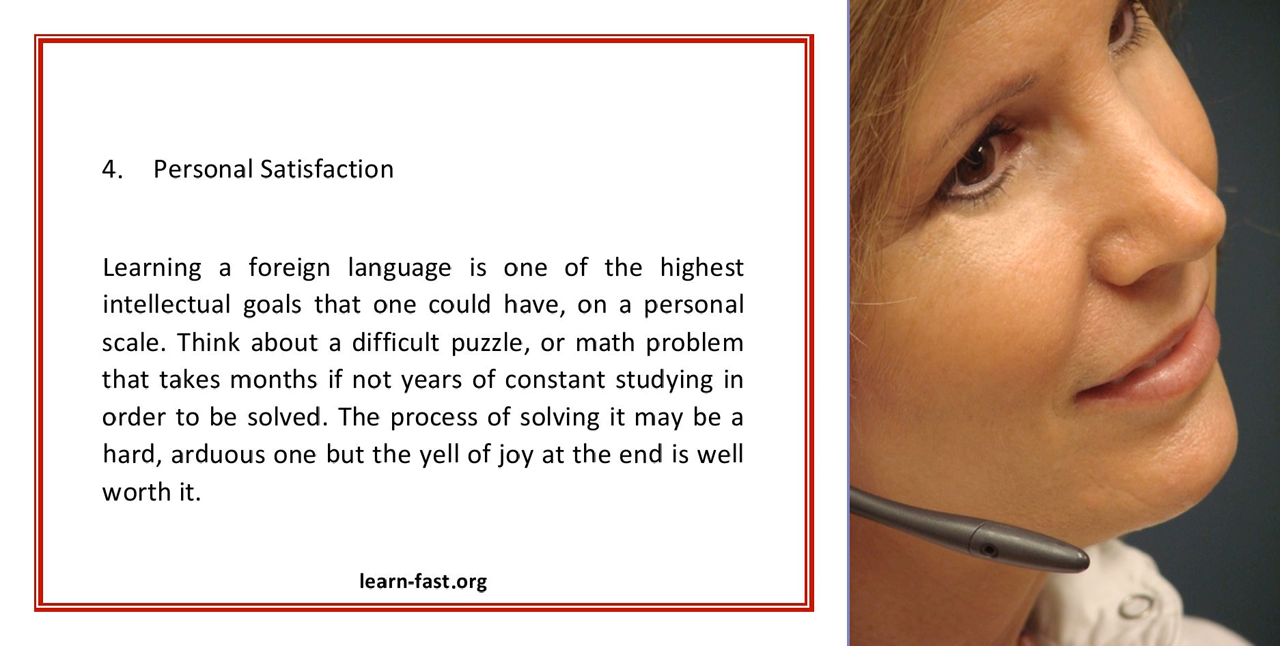 4. Personal Satisfaction
Learning a foreign language is one of the highest
intellectual goals that one could have, on a personal
scale. Think about a difficult puzzle, or math problem
that takes months if not years of constant studying in
order to be solved. The process of solving it may be a
hard, arduous one but the yell of joy at the end is well
worth it.
learn-fast.org